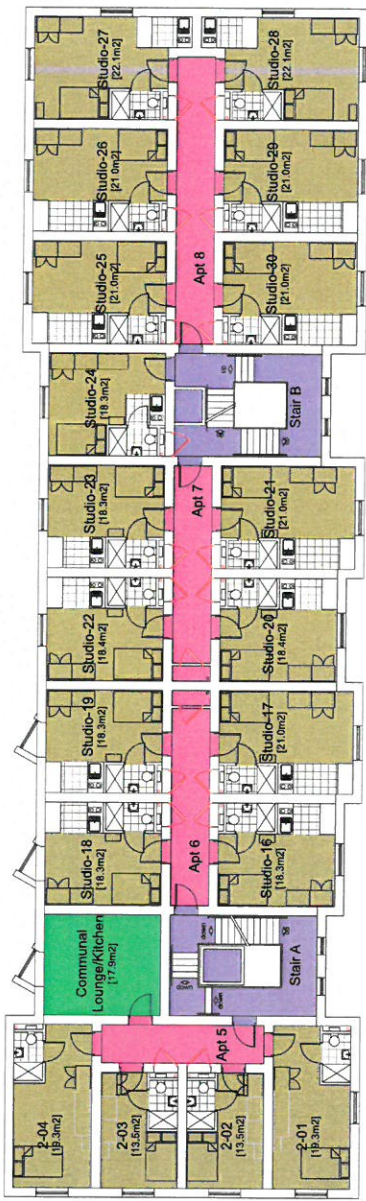 Studio-27
[22.1m2]
Studio-28
[22.1m2]
Studio-26
[21.0m2]
Studio-29
[21.0m2]
Studio-25
[21.0m2]
Studio-30
[21.0m2]
Apt 8
Studio-24
[18.3m2]
Stair B
Studio-23
[18.3m2]
Studio-21
[21.0m2]
Apt 7
Studio-22
[18.4m2]
Studio-20
[18.4m2]
Studio-19
[18.3m2]
Studio-17
[21.0m2]
Studio-18
[18.3m2]
Studio-16
[18.3m2]
Apt 6
Communal
Lounge/Kitchen
[17.9m2]
down
down
Stair A
Apt 5
2-04
[19.3m2]
2-03
[13.5m2]
2-02
[13.5m2]
2-01
[19.3m2]